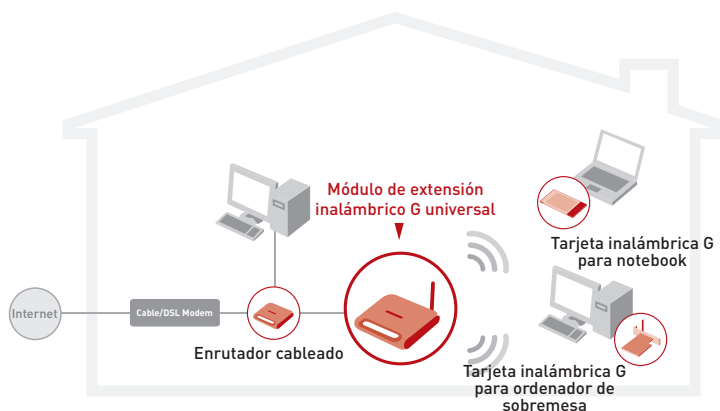 Módulo de extensión
inalámbrico G universal
Tarjeta inalámbrica G
para notebook
Internet
Cable/DSL Modem
Enrutador cableado
Tarjeta inalámbrica G
para ordenador de
sobremesa